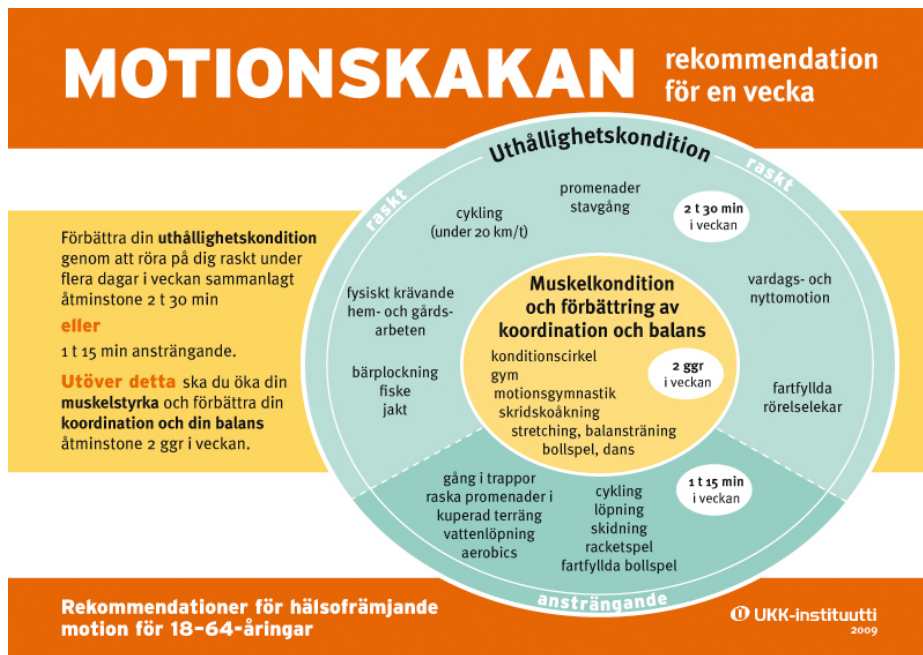 MOTIONSKAKAN
rekommendation
för en vecka
Förbättra din uthållighetskondition
genom att röra på dig raskt under
flera dagar i veckan sammanlagt
åtminstone 2 t 30 min
eller
1 t 15 min ansträngande.
Utöver detta ska du öka din
muskelstyrka och förbättra din
koordination och din balans
åtminstone 2 ggr i veckan.
Uthållighetskondition
raskt
raskt
promenader
stavgång
2 t 30 min
i veckan
cykling
(under 20 km/t)
vardags- och
nyttomotion
fysiskt krävande
hem- och gårds-
arbeten
bärplockning
fiske
jakt
fartfyllda
rörelselekar
Muskelkondition
och förbättring av
koordination och balans
konditionscirkel
gym
motionsgymnastik
skridskoåkning
stretching, balansträning
bollspel, dans
2 ggr
i veckan
gång i trappor
raska promenader i
kuperad terräng
vattenlöpning
aerobics
cykling
löpning
skidning
racketspel
fartfyllda bollspel
1 t 15 min
i veckan
ansträngande
Rekommendationer för hälsofrämjande
motion för 18–64-åringar
UKK-instituutti
2009